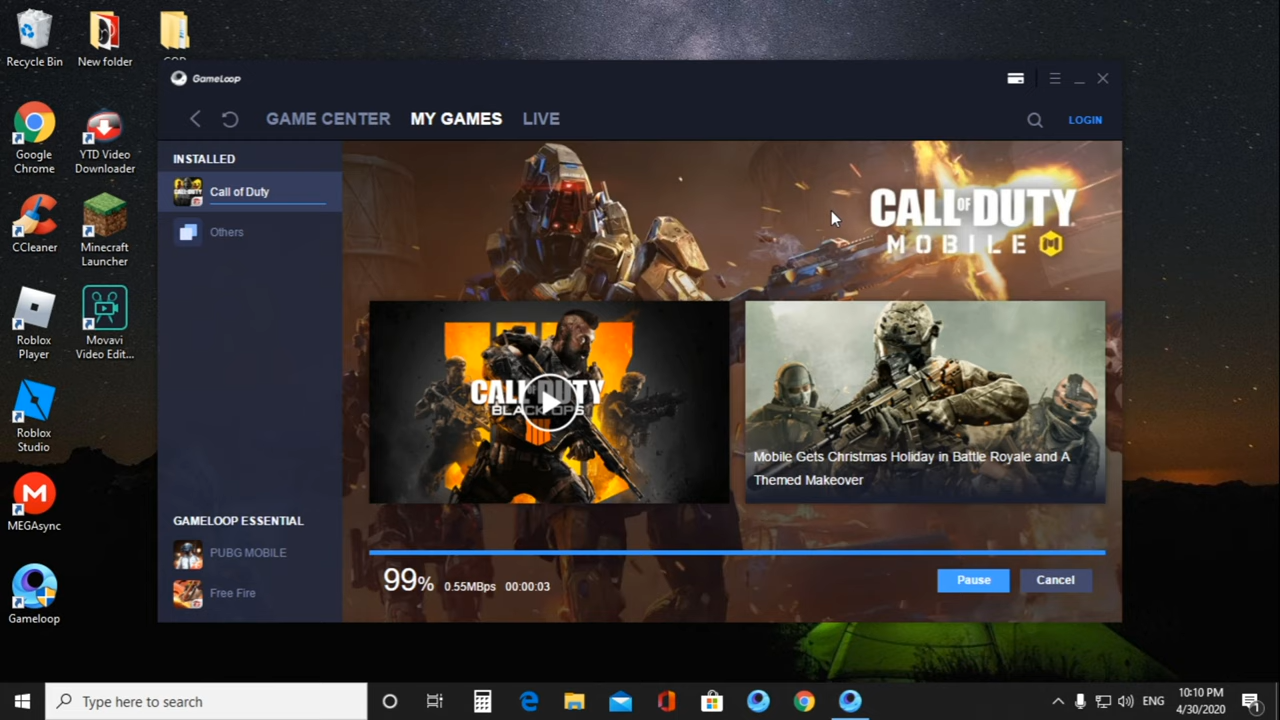 Recycle Bin
New folder
Google
Chrome
YTD Video
Downloader
CCleaner
Minecraft
Launcher
Roblox
Player
Movavi
Video Edit...
Roblox
Studio
MEGAsync
Gameloop
GameLoop
GAME CENTER
MY GAMES
LIVE
LOGIN
INSTALLED
Call of Duty
Others
GAMELOOP ESSENTIAL
PUBG MOBILE
Free Fire
CALL OF DUTY
MOBILE
CALL OF DUTY
BLACK OPS
Mobile Gets Christmas Holiday in Battle Royale and A
Themed Makeover
99% 0.55MBps 00:00:03
Pause
Cancel
Type here to search
ENG
10:10 PM
4/30/2020
1